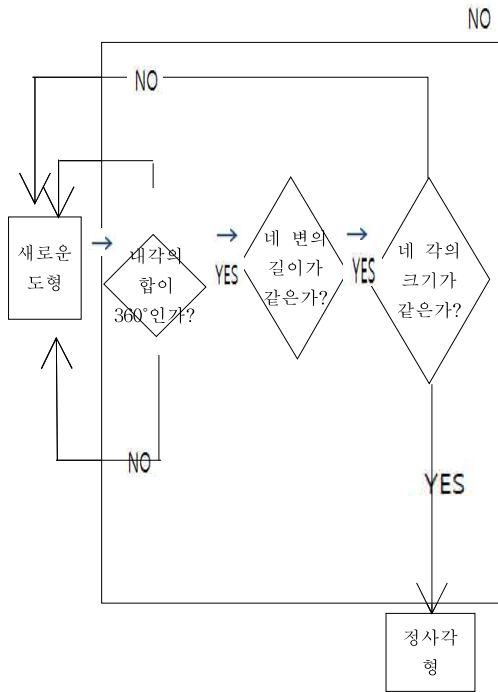 NO
NO
새로운
도형
→
내각의
합이
360°인가?
→
YES
네 변의
길이가
같은가?
→
YES
네 각의
크기가
같은가?
NO
YES
정사각
형